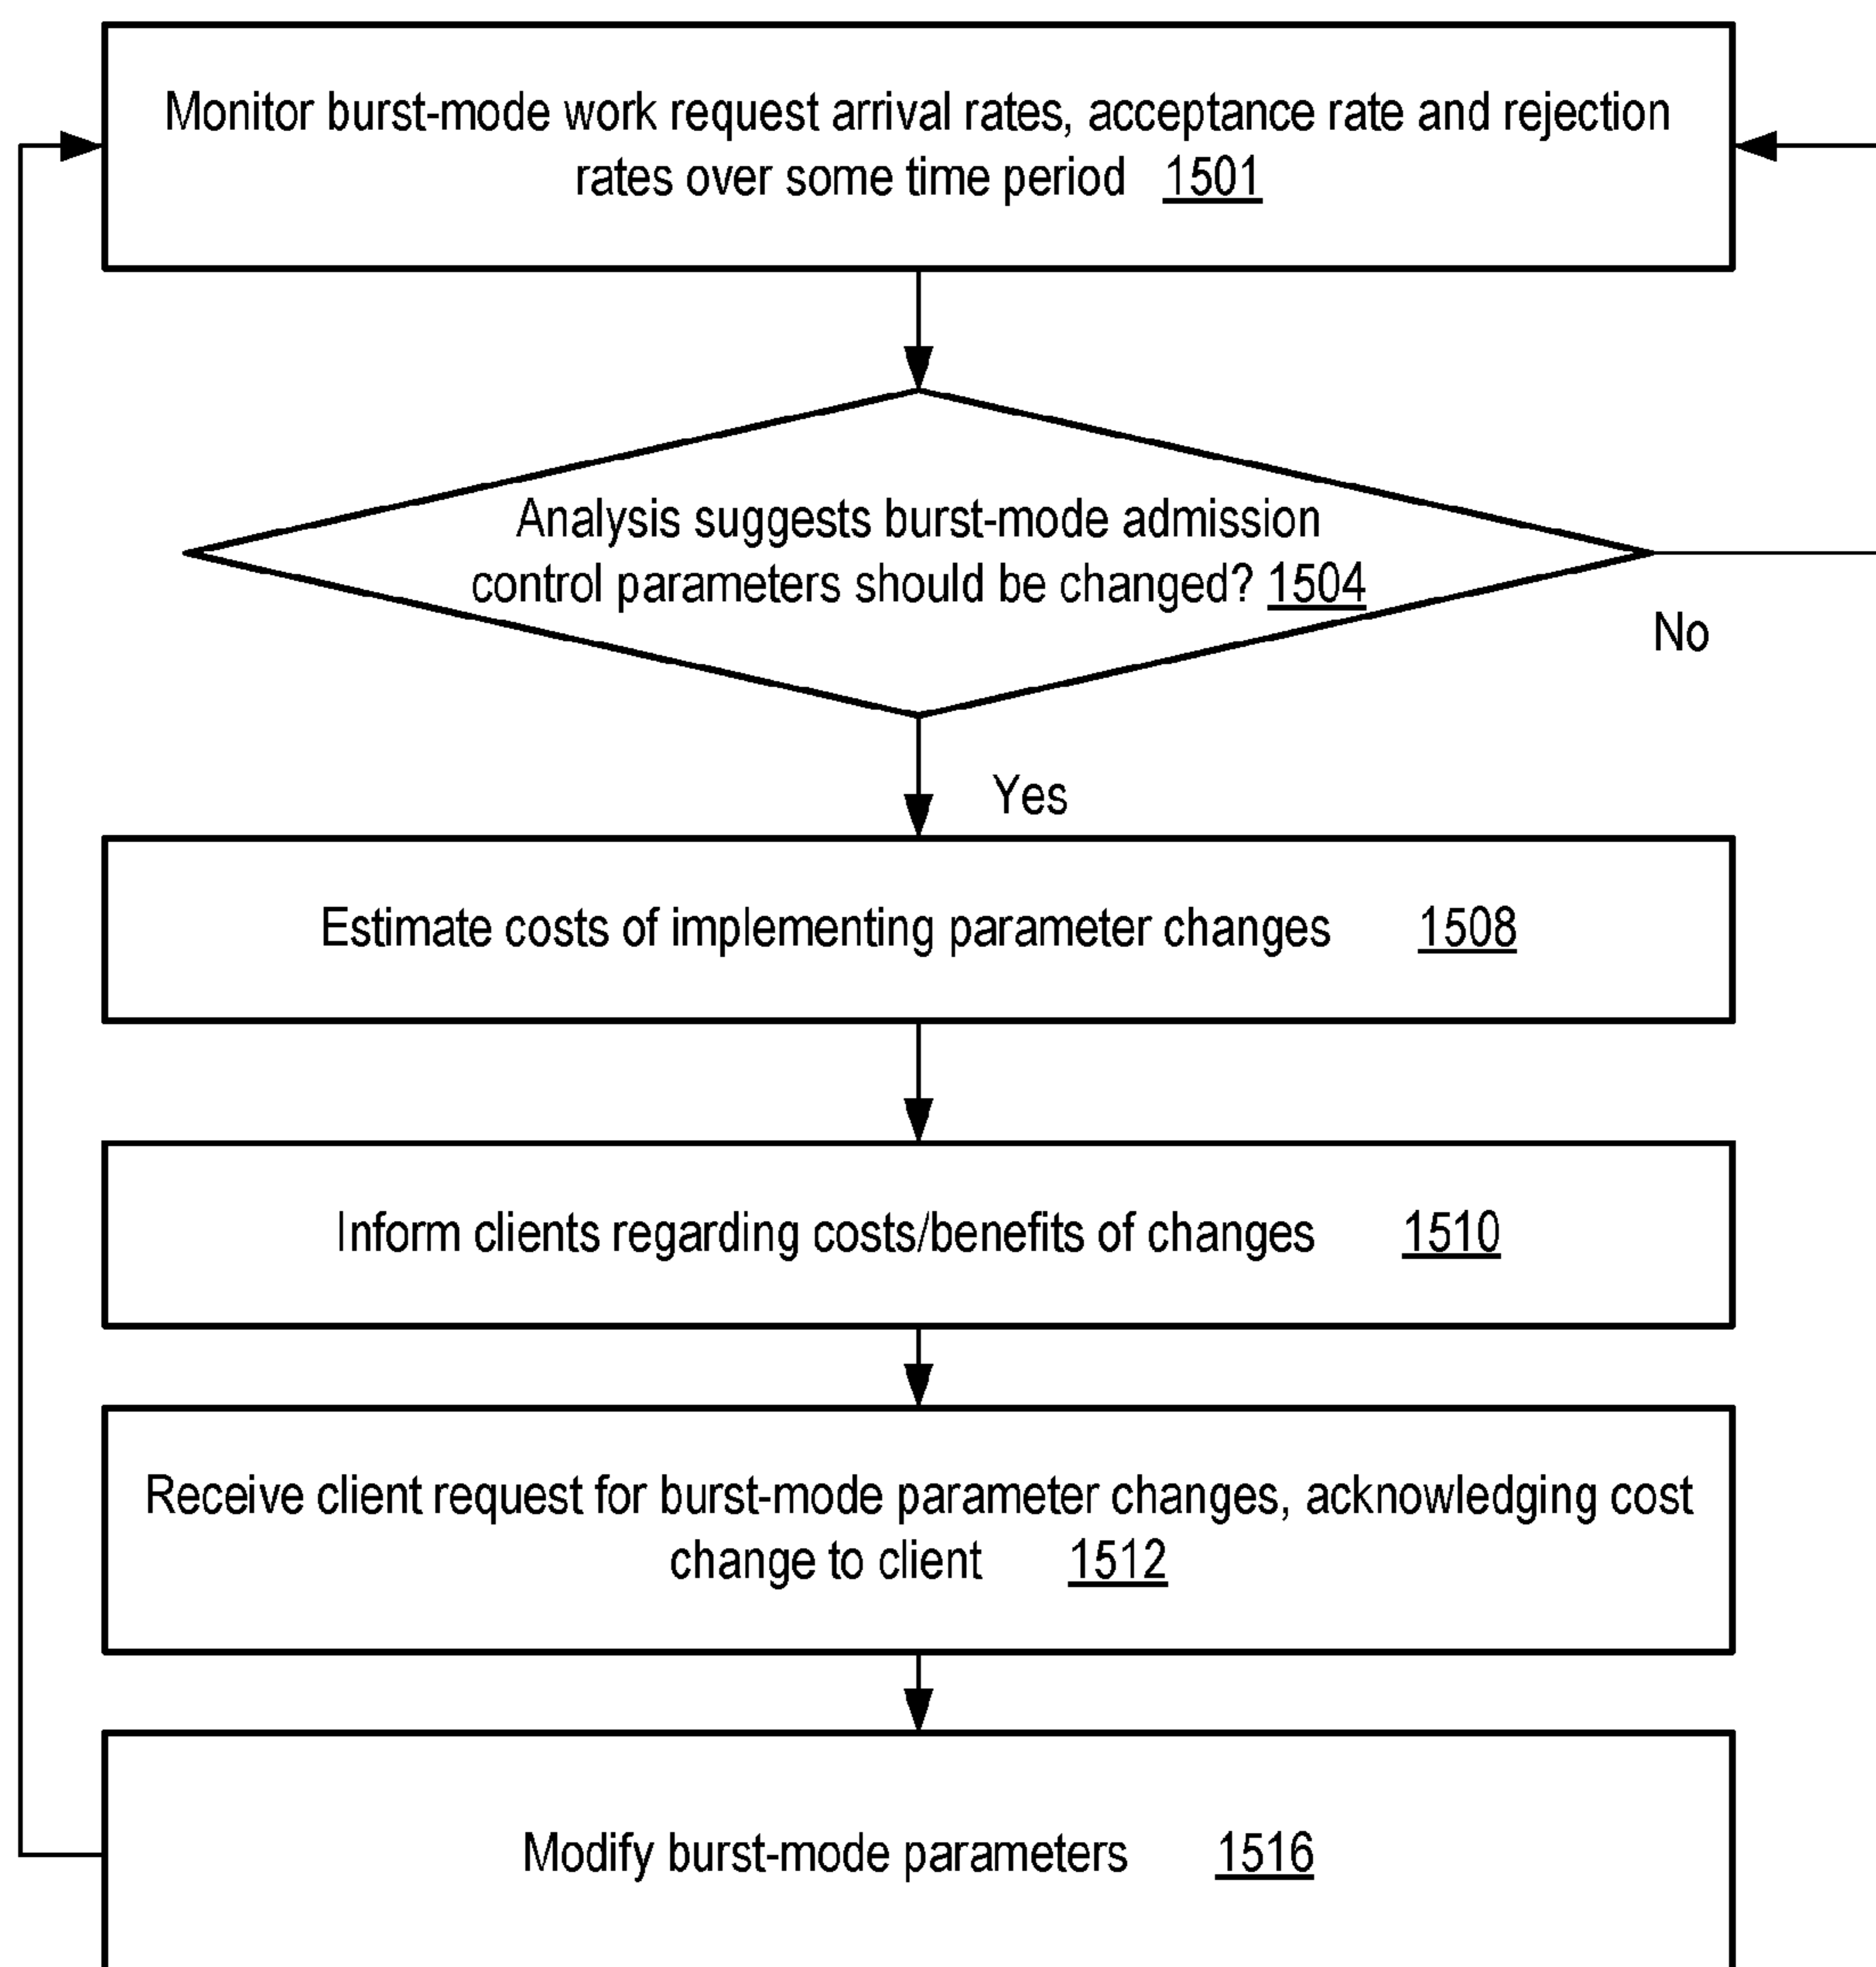 Monitor burst-mode work request arrival rates, acceptance rate and rejection
rates over some time period 1501
Analysis suggests burst-mode admission
control parameters should be changed? 1504
No
Yes
Estimate costs of implementing parameter changes 1508
Inform clients regarding costs/benefits of changes 1510
Receive client request for burst-mode parameter changes, acknowledging cost
change to client 1512
Modify burst-mode parameters 1516